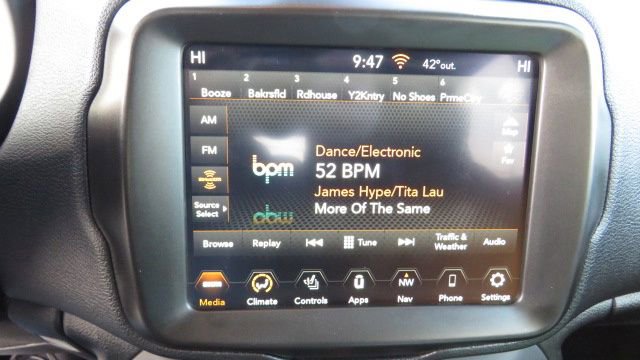 HI 9:47 42°out. HI
1 2 3 4 5 6
Booze Bakrsfld Rdhouse Y2Kntry No Shoes PrmeCtry
AM
FM
Dance/Electronic
bpm
52 BPM
James Hype/Tita Lau
More Of The Same
Source
Select
Map
Fav
Browse Replay Tune Traffic &
Weather Audio
Media Climate Controls Apps NW Nav Phone Settings